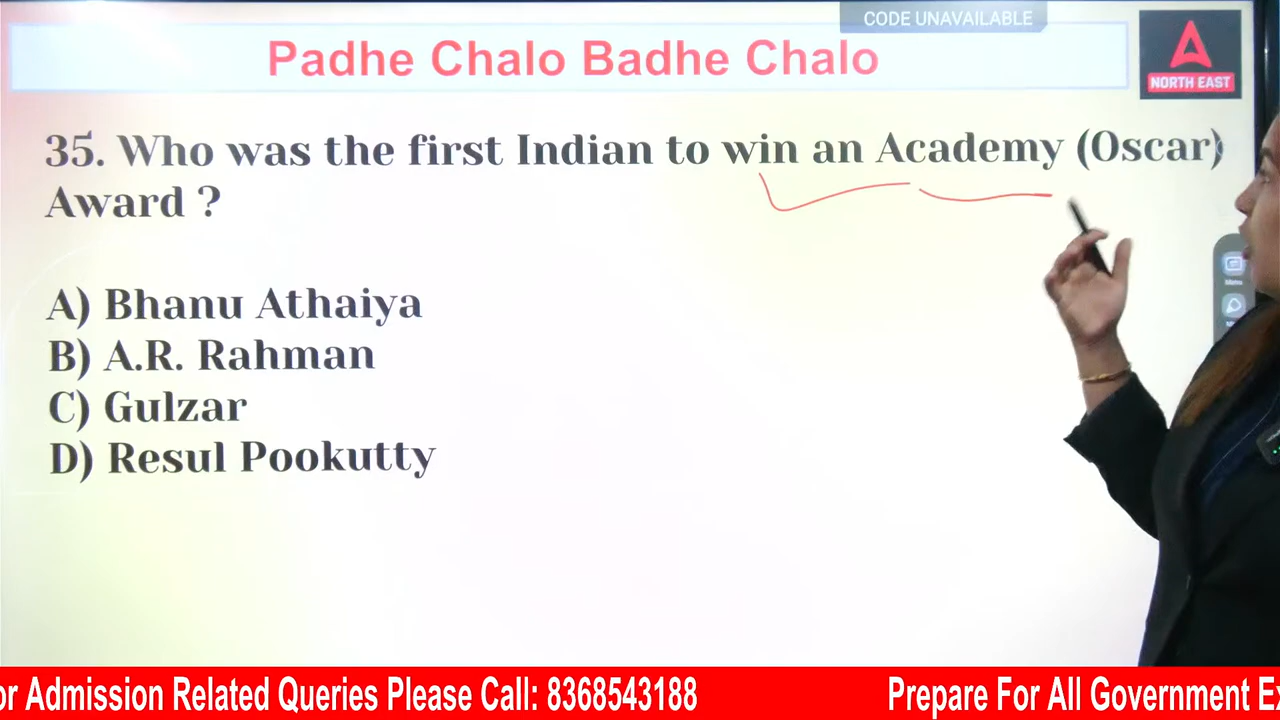 CODE UNAVAILABLE
Padhe Chalo Badhe Chalo
NORTH EAST
35. Who was the first Indian to win an Academy (Oscar)
Award ?
A) Bhanu Athaiya
B) A.R. Rahman
C) Gulzar
D) Resul Pookutty
Menu
or Admission Related Queries Please Call: 8368543188
Prepare For All Government Ex